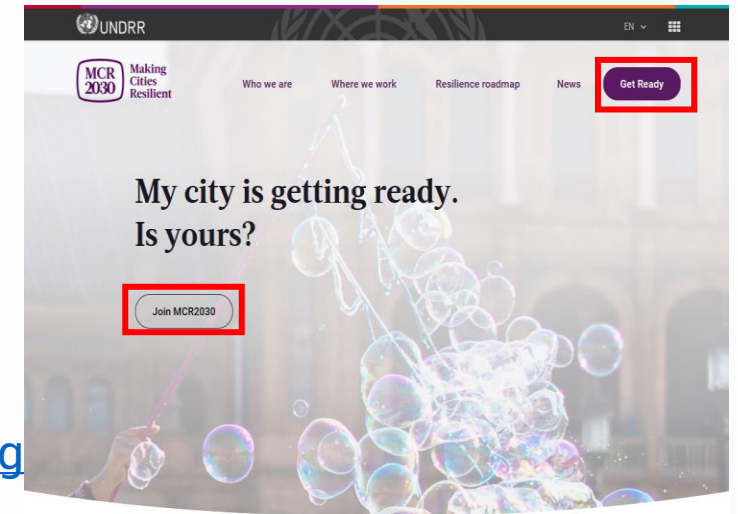 UNDRR
EN
MCR
2030
Making
Cities
Resilient
Who we are
Where we work
Resilience roadmap
News
Get Ready
My city is getting ready.
Is yours?
Join MCR2030
g